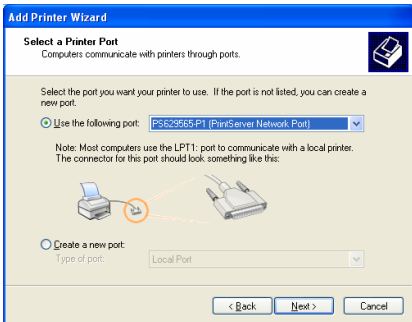 Add Printer Wizard
Select a Printer Port
Computers communicate with printers through ports.
Select the port you want your printer to use. If the port is not listed, you can create a
new port.
Use the following port:
PS629565-P1 (PrintServer Network Port)
Note: Most computers use the LPT1: port to communicate with a local printer.
The connector for this port should look something like this:
Create a new port:
Type of port:
Local Port
< Back
Next >
Cancel